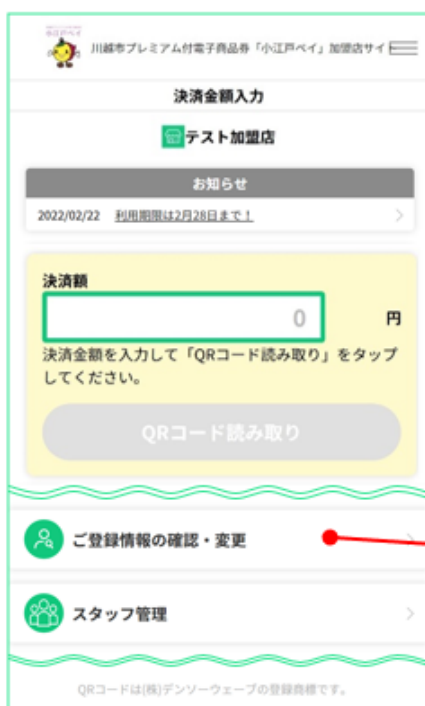 小江戸ペイ
川越市プレミアム付電子商品券「小江戸ペイ」加盟店サイ
決済金額入力
テスト加盟店
お知らせ
2022/02/22 利用期限は2月28日まで！
決済額
0 円
決済金額を入力して「QRコード読み取り」をタップ
してください。
QRコード読み取り
ご登録情報の確認・変更
スタッフ管理
QRコードは(株)デンソーウェーブの登録商標です。